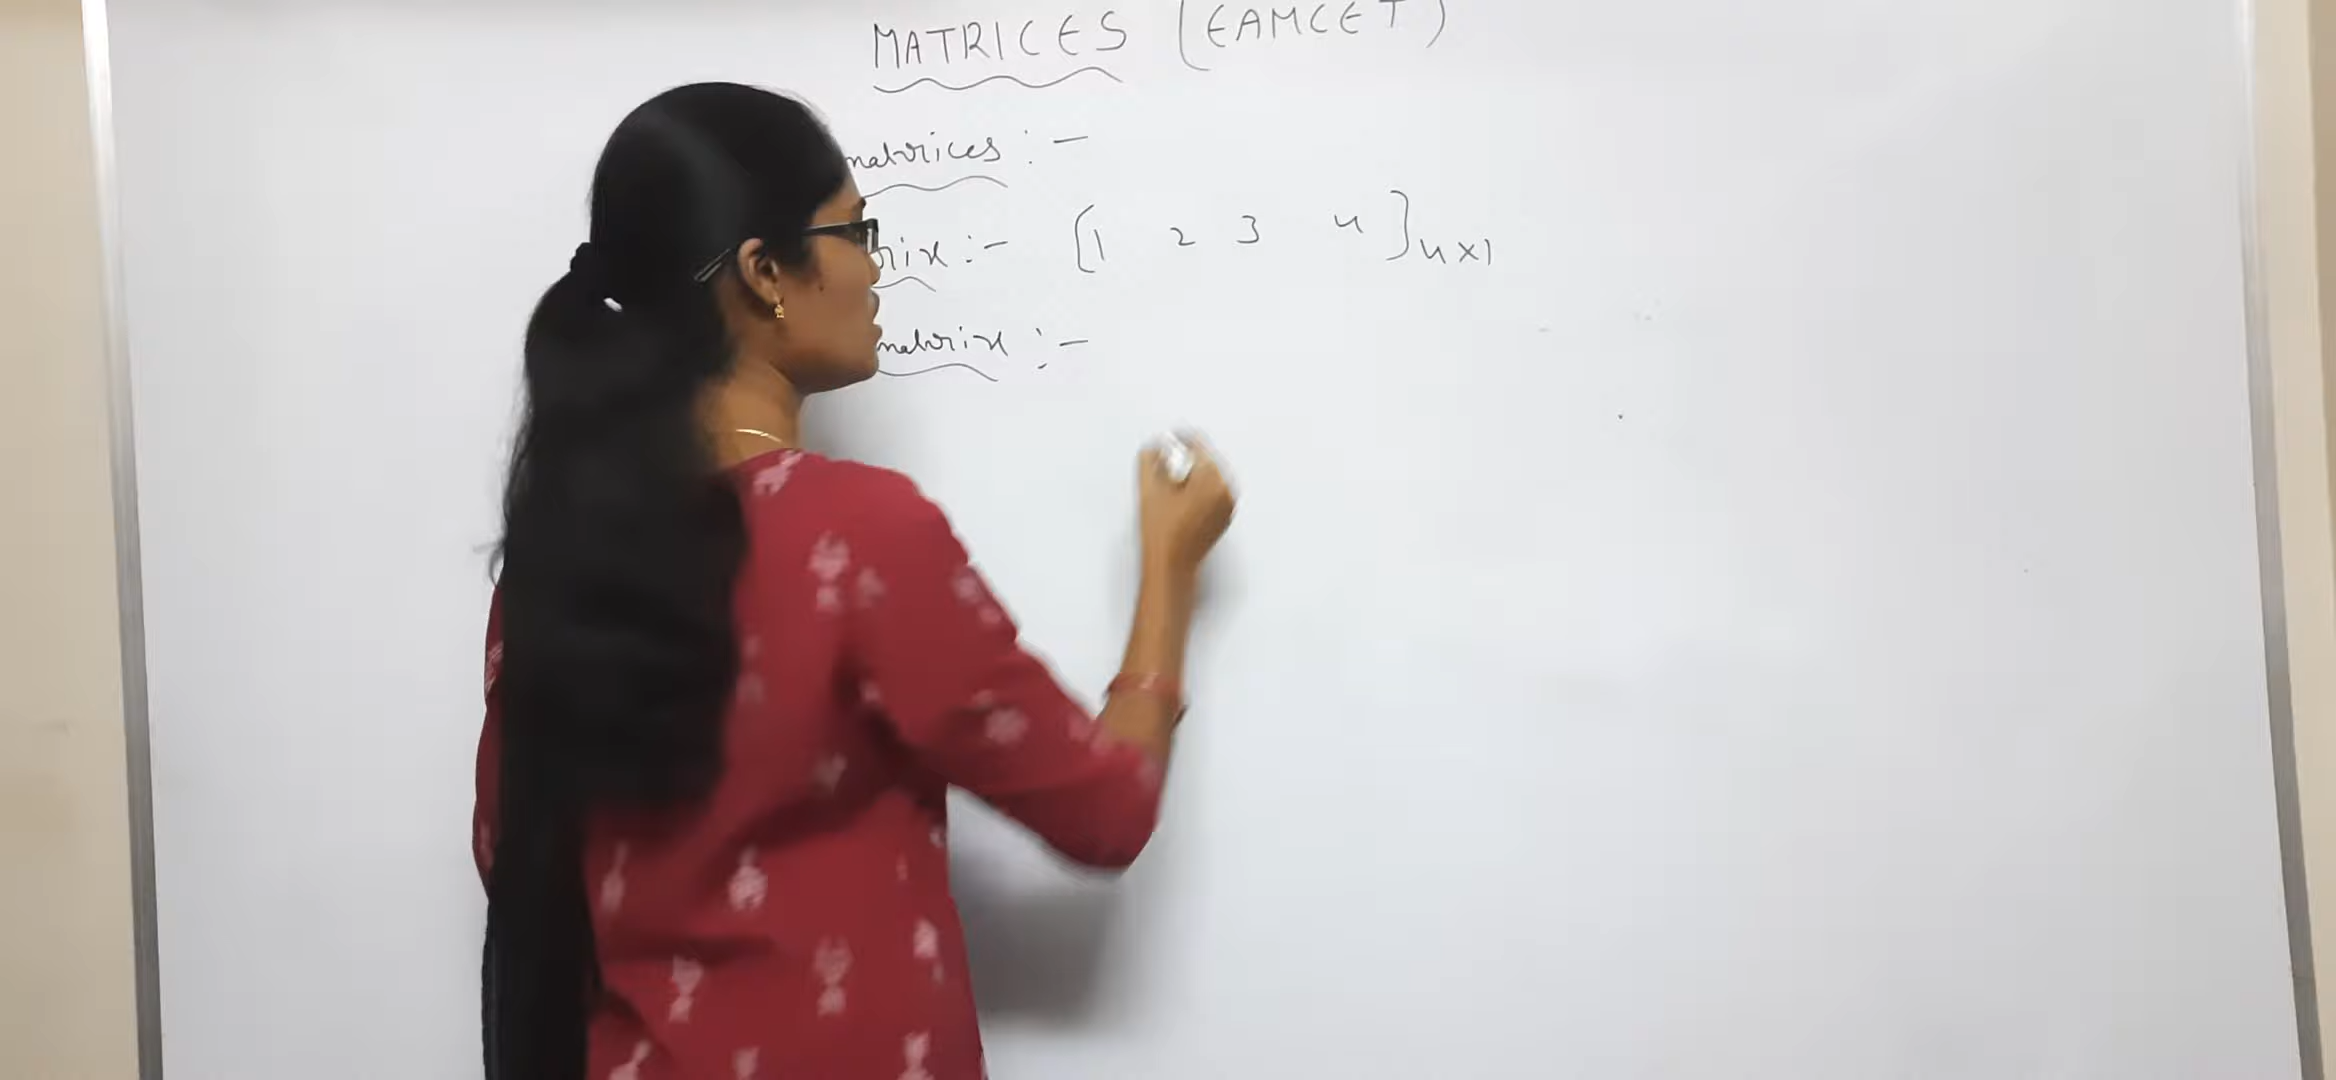 MATRICES (EAMCET)
matrices :-
rix :- [1 2 3 4]4×1
matrix :-